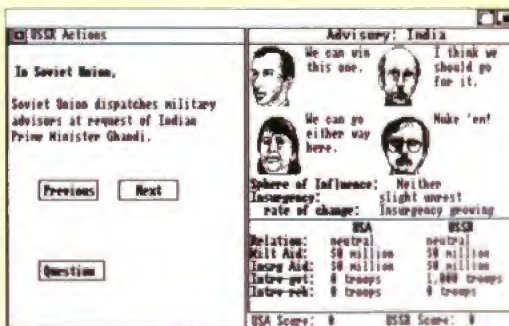 USSR Actions
In Soviet Union,
Soviet Union dispatches military
advisors at request of Indian
Prime Minister Ghandi.
Previous Next
Question
Advisory: India
We can win
this one.
I think we
should go
for it.
We can go
either way
here.
Nuke 'em!
Sphere of Influence: Neither
Insurgency: slight unrest
rate of change: Insurgency growing
USA USSR
Relation: neutral neutral
Milt Aid: $0 million $0 million
Insrg Aid: $0 million $0 million
Intrv-gvt: 0 troops 1,000 troops
Intrv-reb: 0 troops 0 troops
USA Score: 0 USSR Score: 0